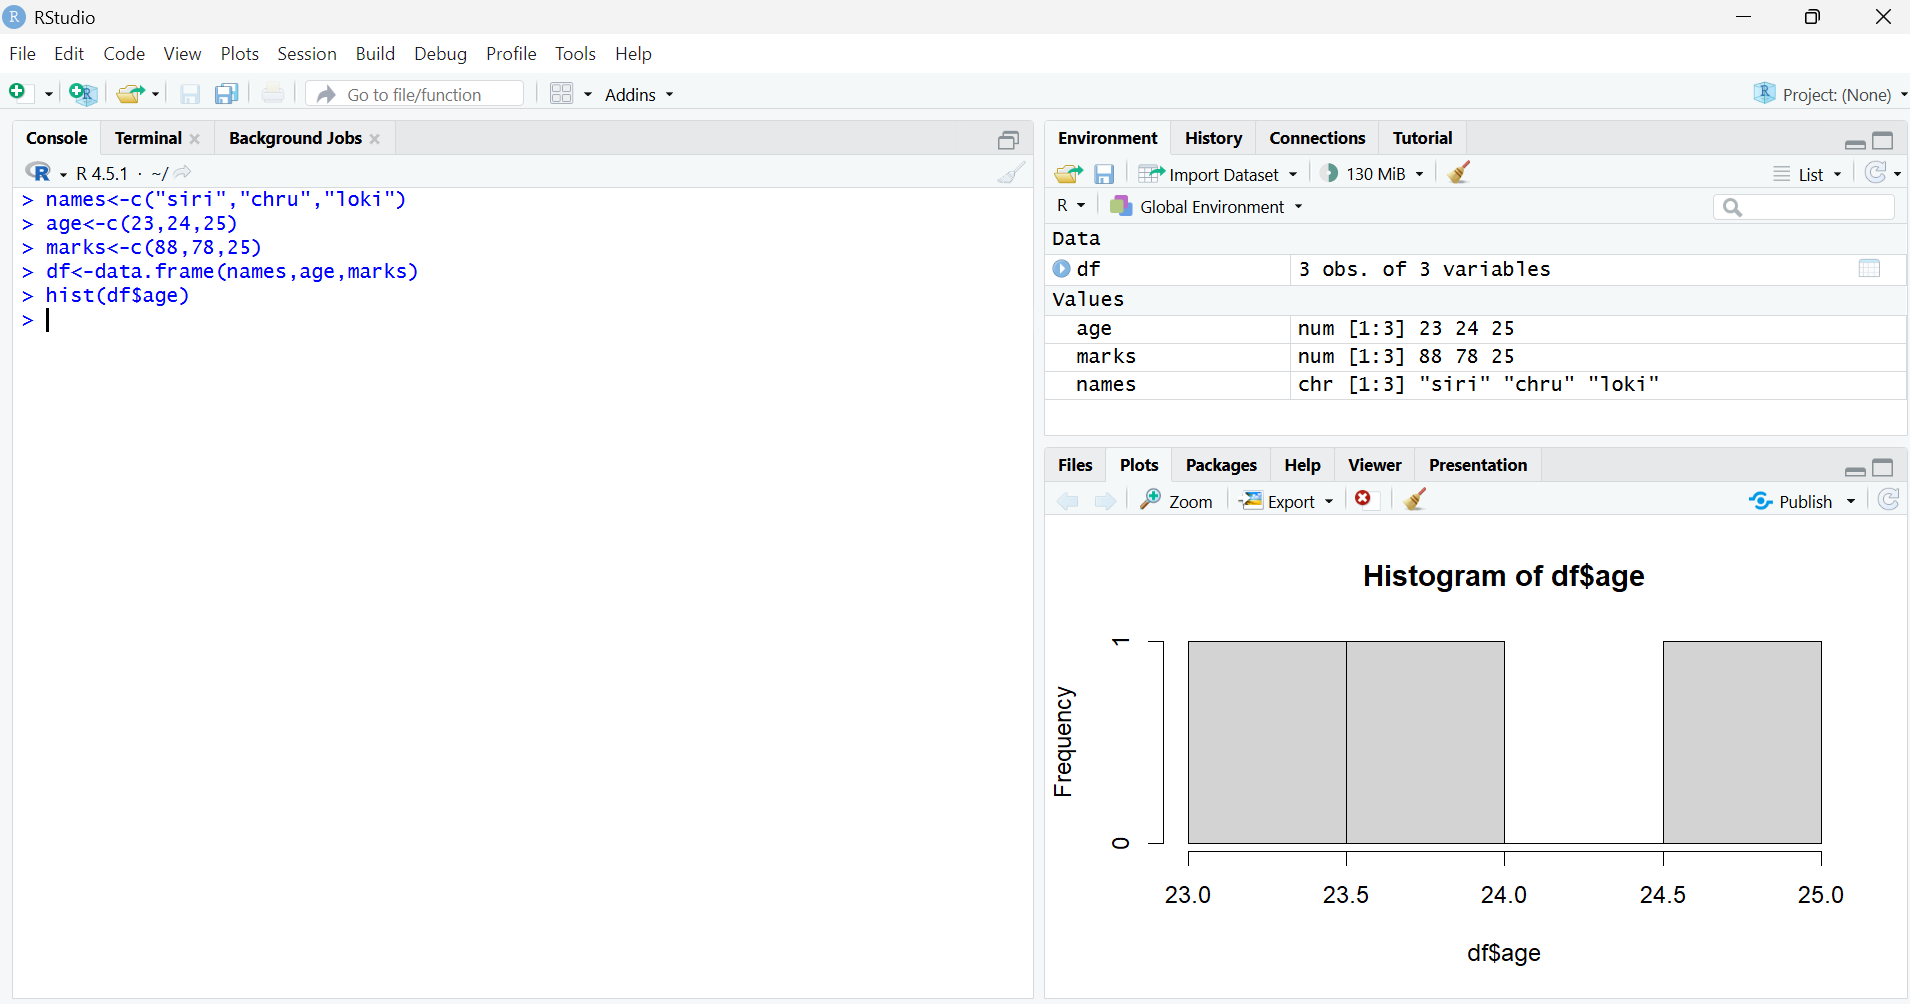 RStudio
File Edit Code View Plots Session Build Debug Profile Tools Help
Go to file/function Addins Project: (None)
Console Terminal Background Jobs
R R 4.5.1 · ~/
> names<-c("siri","chru","loki")
> age<-c(23,24,25)
> marks<-c(88,78,25)
> df<-data.frame(names,age,marks)
> hist(df$age)
>
Environment History Connections Tutorial
Import Dataset 130 MiB List
R Global Environment
Data
df 3 obs. of 3 variables
Values
age num [1:3] 23 24 25
marks num [1:3] 88 78 25
names chr [1:3] "siri" "chru" "loki"
Files Plots Packages Help Viewer Presentation
Zoom Export Publish
Histogram of df$age
Frequency
1
0
23.0 23.5 24.0 24.5 25.0
df$age